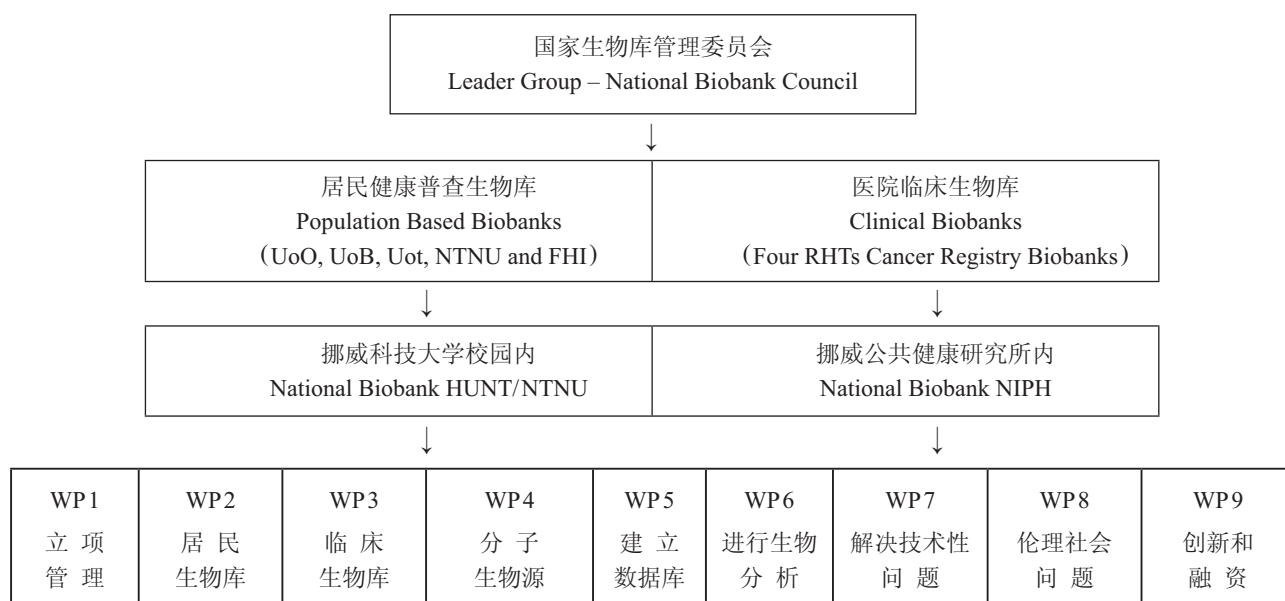 国家生物库管理委员会
Leader Group – National Biobank Council
↓
居民健康普查生物库
Population Based Biobanks
(UoO, UoB, Uot, NTNU and FHI)
医院临床生物库
Clinical Biobanks
(Four RHTs Cancer Registry Biobanks)
↓ ↓
挪威科技大学校园内
National Biobank HUNT/NTNU
挪威公共健康研究所内
National Biobank NIPH
↓ ↓
WP1
立 项
管 理
WP2
居 民
生物库
WP3
临 床
生物库
WP4
分 子
生物源
WP5
建 立
数据库
WP6
进行生物
分 析
WP7
解决技术性
问 题
WP8
伦理社会
问 题
WP9
创新和
融 资